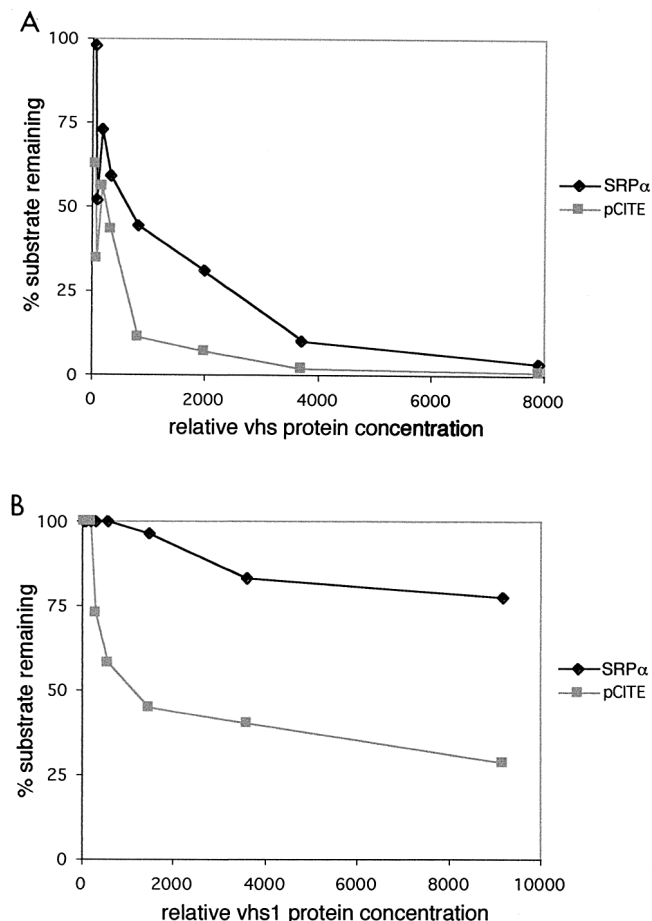 A
100
75
50
25
0
% substrate remaining
0 2000 4000 6000 8000
relative vhs protein concentration
SRPα
pCITE
B
100
75
50
25
0
% substrate remaining
0 2000 4000 6000 8000 10000
relative vhs1 protein concentration
SRPα
pCITE